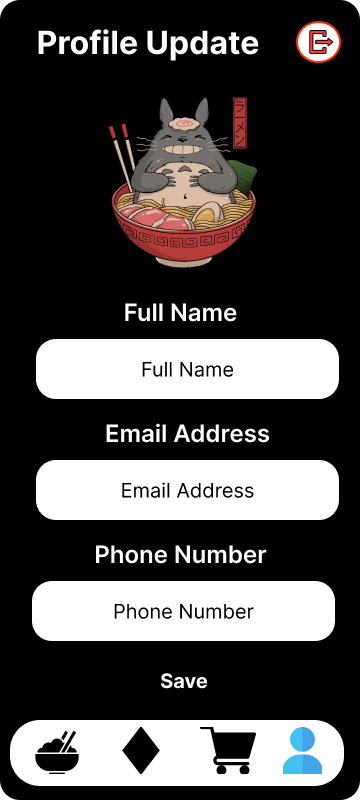 Profile Update
ラーメン
Full Name
Full Name
Email Address
Email Address
Phone Number
Phone Number
Save